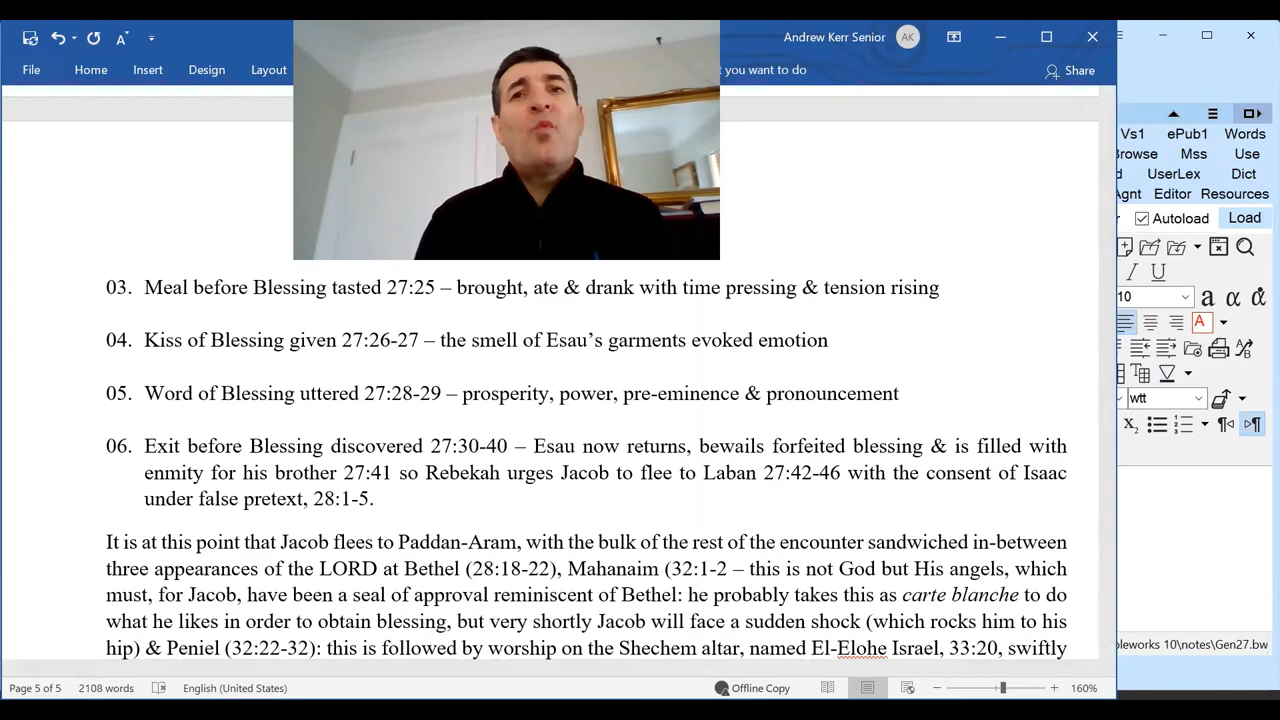 Andrew Kerr Senior AK
File Home Insert Design Layout t you want to do Share
03. Meal before Blessing tasted 27:25 – brought, ate & drank with time pressing & tension rising
04. Kiss of Blessing given 27:26-27 – the smell of Esau’s garments evoked emotion
05. Word of Blessing uttered 27:28-29 – prosperity, power, pre-eminence & pronouncement
06. Exit before Blessing discovered 27:30-40 – Esau now returns, bewails forfeited blessing & is filled with
enmity for his brother 27:41 so Rebekah urges Jacob to flee to Laban 27:42-46 with the consent of Isaac
under false pretext, 28:1-5.
It is at this point that Jacob flees to Paddan-Aram, with the bulk of the rest of the encounter sandwiched in-between
three appearances of the LORD at Bethel (28:18-22), Mahanaim (32:1-2 – this is not God but His angels, which
must, for Jacob, have been a seal of approval reminiscent of Bethel: he probably takes this as carte blanche to do
what he likes in order to obtain blessing, but very shortly Jacob will face a sudden shock (which rocks him to his
hip) & Peniel (32:22-32): this is followed by worship on the Shechem altar, named El-Elohe Israel, 33:20, swiftly
Page 5 of 5 2108 words English (United States) Offline Copy 160%
Vs1 ePub1 Words
Browse Mss Use
d UserLex Dict
Agnt Editor Resources
Autoload Load
I U
10 a α ά
A
wtt
X2
bleworks 10\notes\Gen27.bw